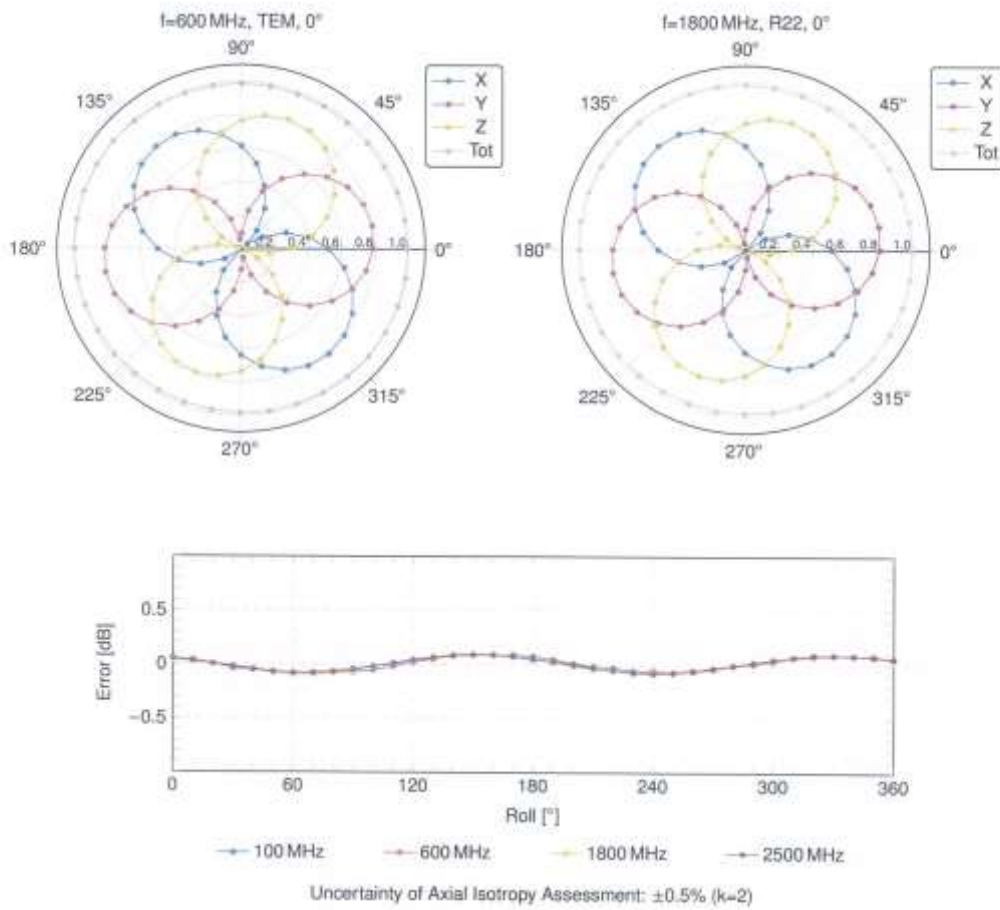 f=600 MHz, TEM, 0°
90°
135°
45°
180°
0.2 0.4 0.6 0.8 1.0
0°
225°
315°
270°
X
Y
Z
Tot
f=1800 MHz, R22, 0°
90°
135°
45°
180°
0.2 0.4 0.6 0.8 1.0
0°
225°
315°
270°
X
Y
Z
Tot
Error [dB]
0.5
0
−0.5
0 60 120 180 240 300 360
Roll [°]
100 MHz 600 MHz 1800 MHz 2500 MHz
Uncertainty of Axial Isotropy Assessment: ±0.5% (k=2)